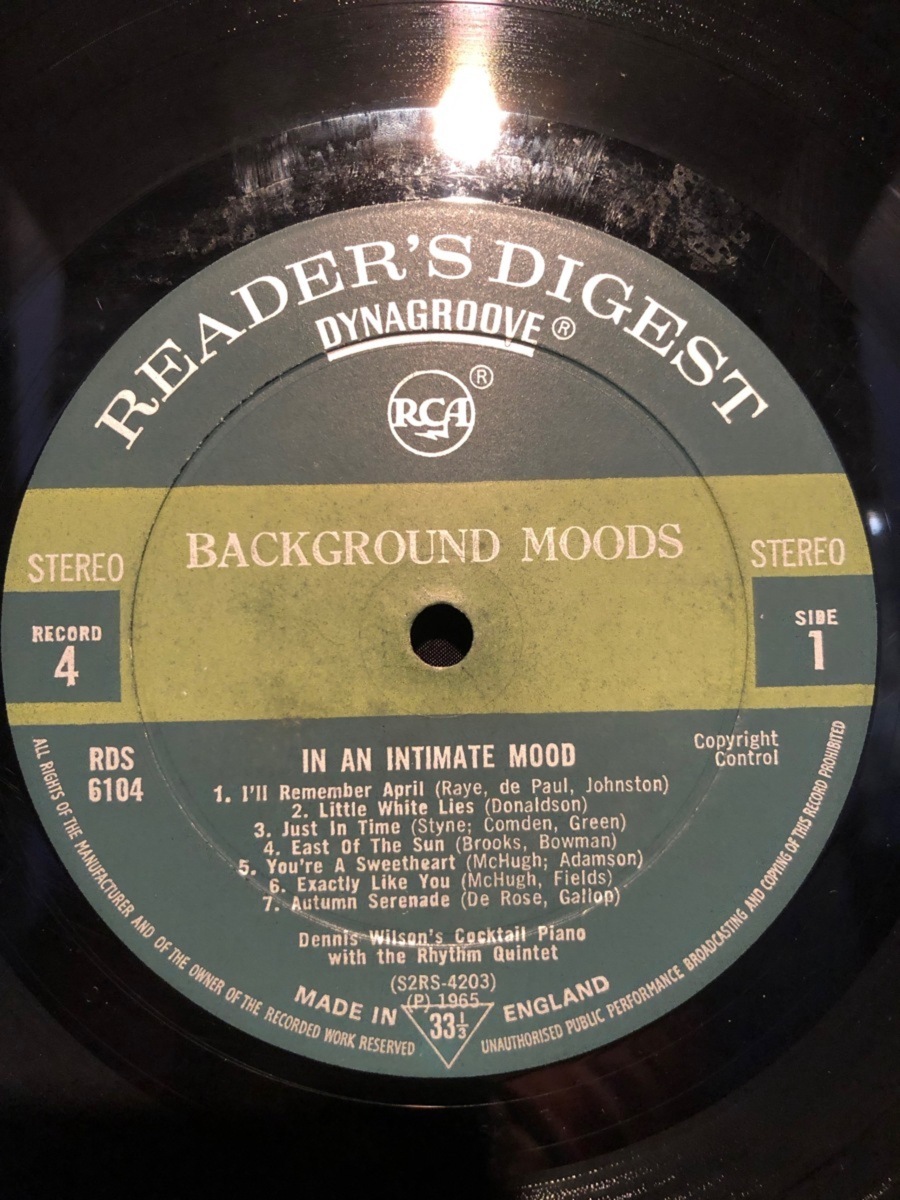 READER'S DIGEST
DYNAGROOVE ®
RCA ®
BACKGROUND MOODS
STEREO
STEREO
RECORD
4
SIDE
1
RDS
6104
IN AN INTIMATE MOOD
Copyright
Control
1. I'll Remember April (Raye, de Paul, Johnston)
2. Little White Lies (Donaldson)
3. Just In Time (Styne; Comden, Green)
4. East Of The Sun (Brooks, Bowman)
5. You're A Sweetheart (McHugh; Adamson)
6. Exactly Like You (McHugh, Fields)
7. Autumn Serenade (De Rose, Gallop)
Dennis Wilson's Cocktail Piano
with the Rhythm Quintet
(S2RS-4203)
(P) 1965
MADE IN ENGLAND
33⅓
ALL RIGHTS OF THE MANUFACTURER AND OF THE OWNER OF THE RECORDED WORK RESERVED
UNAUTHORISED PUBLIC PERFORMANCE BROADCASTING AND COPYING OF THIS RECORD PROHIBITED